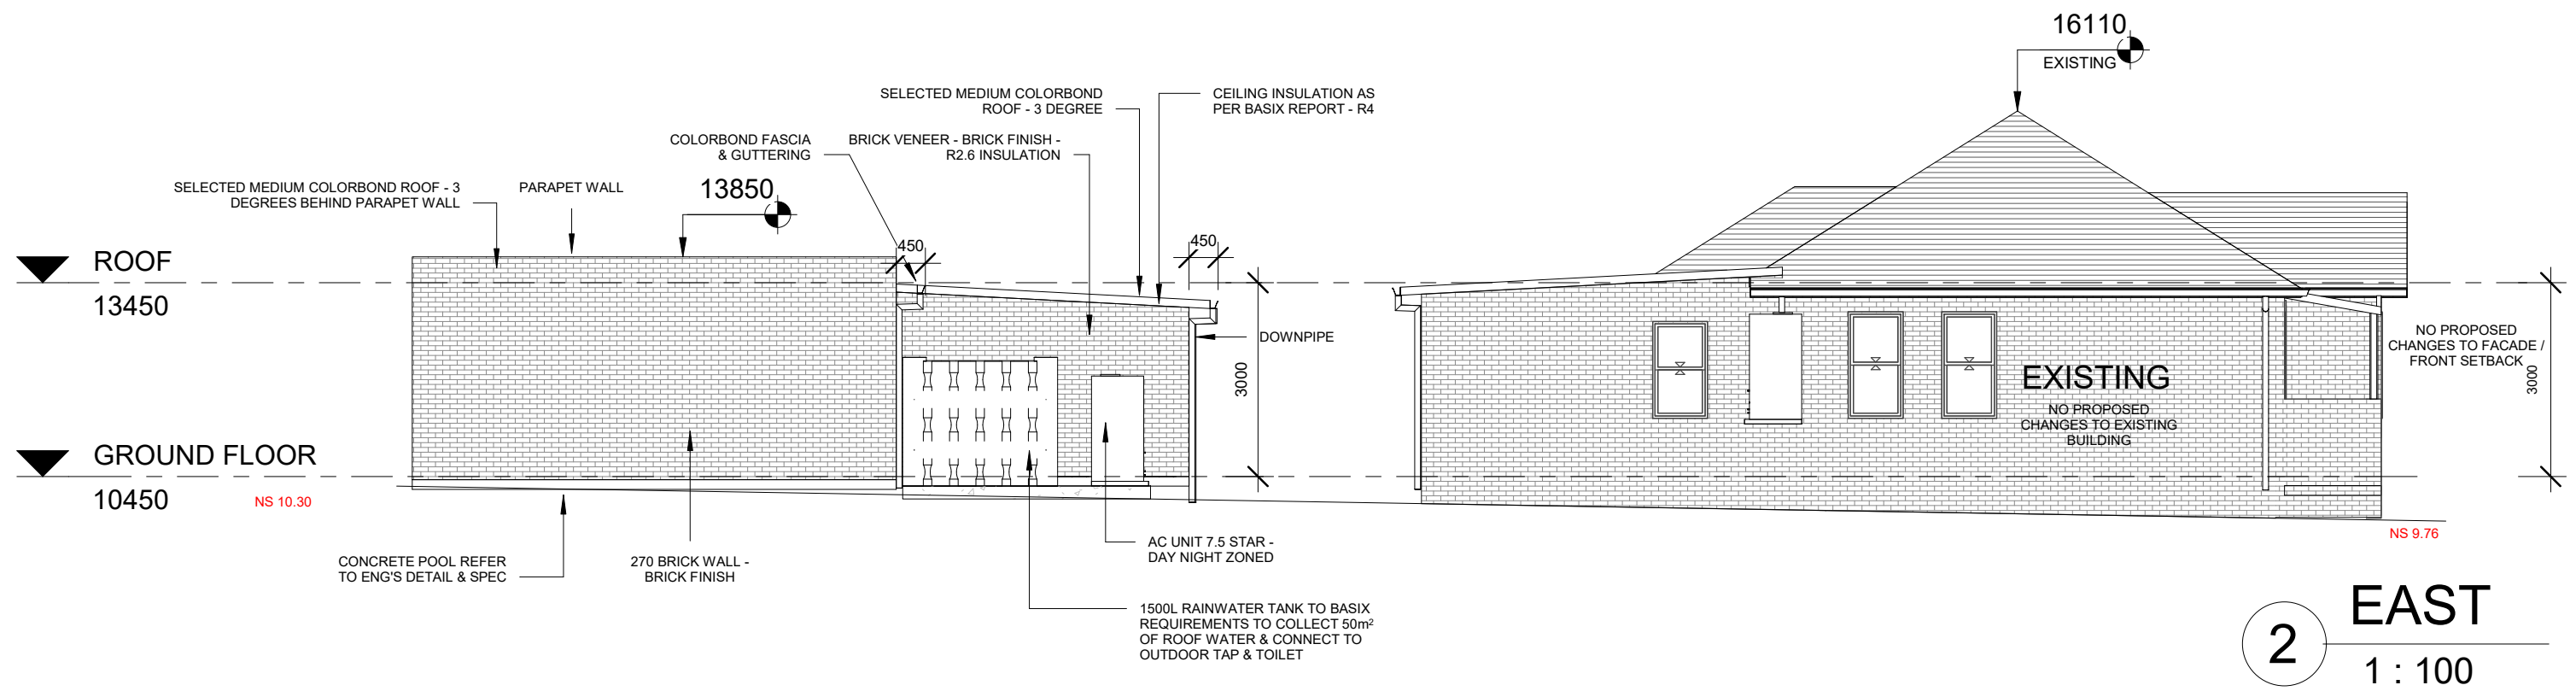 16110
EXISTING
SELECTED MEDIUM COLORBOND
ROOF - 3 DEGREE
CEILING INSULATION AS
PER BASIX REPORT - R4
COLORBOND FASCIA
& GUTTERING
BRICK VENEER - BRICK FINISH -
R2.6 INSULATION
SELECTED MEDIUM COLORBOND ROOF - 3
DEGREES BEHIND PARAPET WALL
PARAPET WALL
13850
450
450
ROOF
13450
DOWNPIPE
3000
EXISTING
NO PROPOSED
CHANGES TO EXISTING
BUILDING
NO PROPOSED
CHANGES TO FACADE /
FRONT SETBACK
3000
GROUND FLOOR
10450
NS 10.30
NS 9.76
CONCRETE POOL REFER
TO ENG'S DETAIL & SPEC
270 BRICK WALL -
BRICK FINISH
AC UNIT 7.5 STAR -
DAY NIGHT ZONED
1500L RAINWATER TANK TO BASIX
REQUIREMENTS TO COLLECT 50m²
OF ROOF WATER & CONNECT TO
OUTDOOR TAP & TOILET
2
EAST
1 : 100